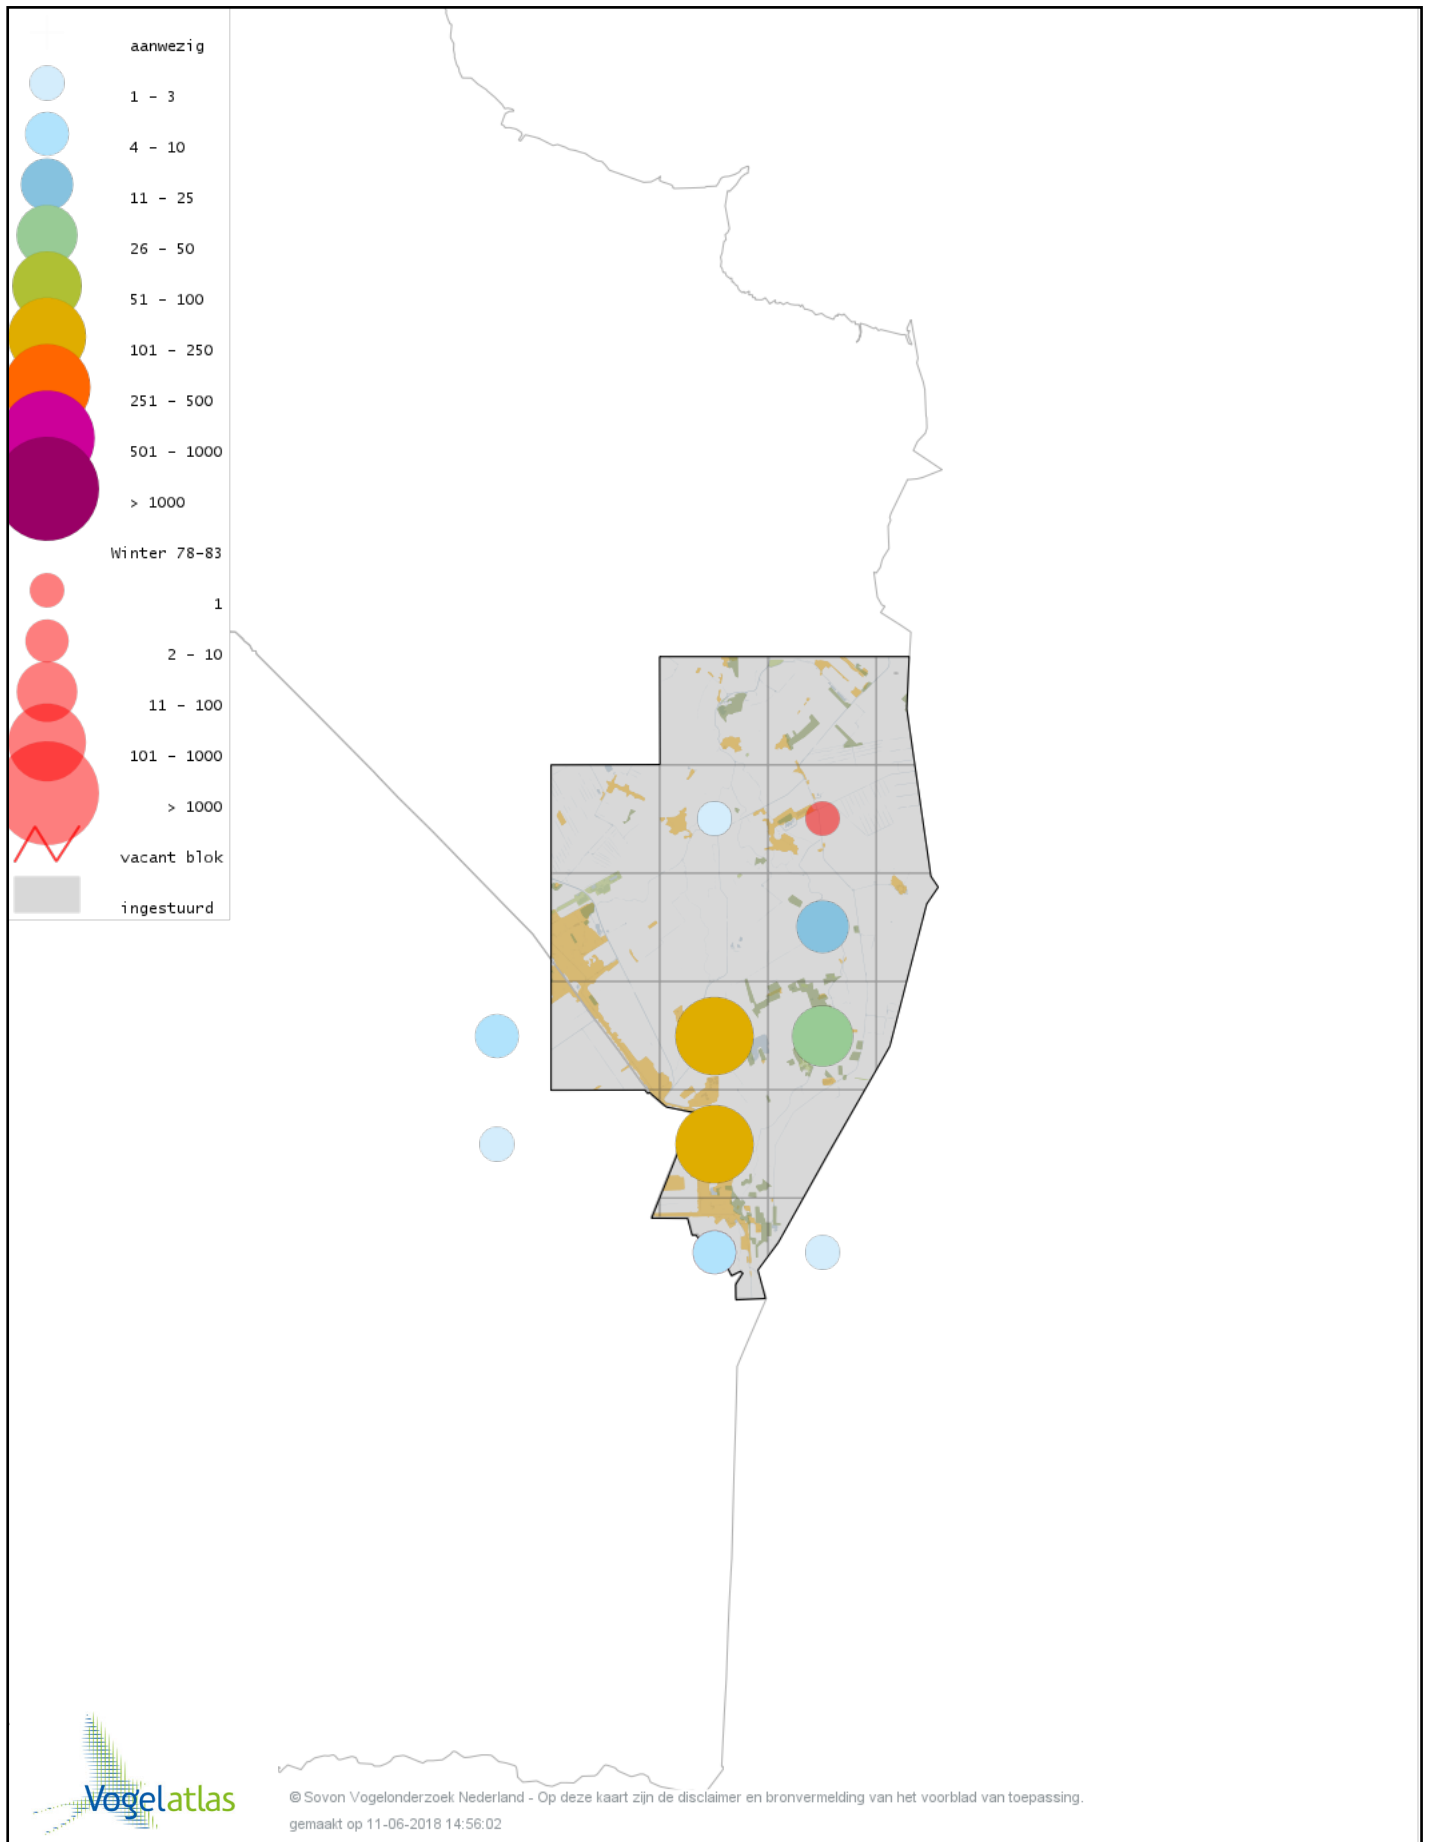 aanwezig
1 - 3
4 - 10
11 - 25
26 - 50
51 - 100
101 - 250
251 - 500
501 - 1000
> 1000
Winter 78-83
1
2 - 10
11 - 100
101 - 1000
> 1000
vacant blok
ingestuurd
Vogelatlas
© Sovon Vogelonderzoek Nederland - Op deze kaart zijn de disclaimer en bronvermelding van het voorblad van toepassing.
gemaakt op 11-06-2018 14:56:02